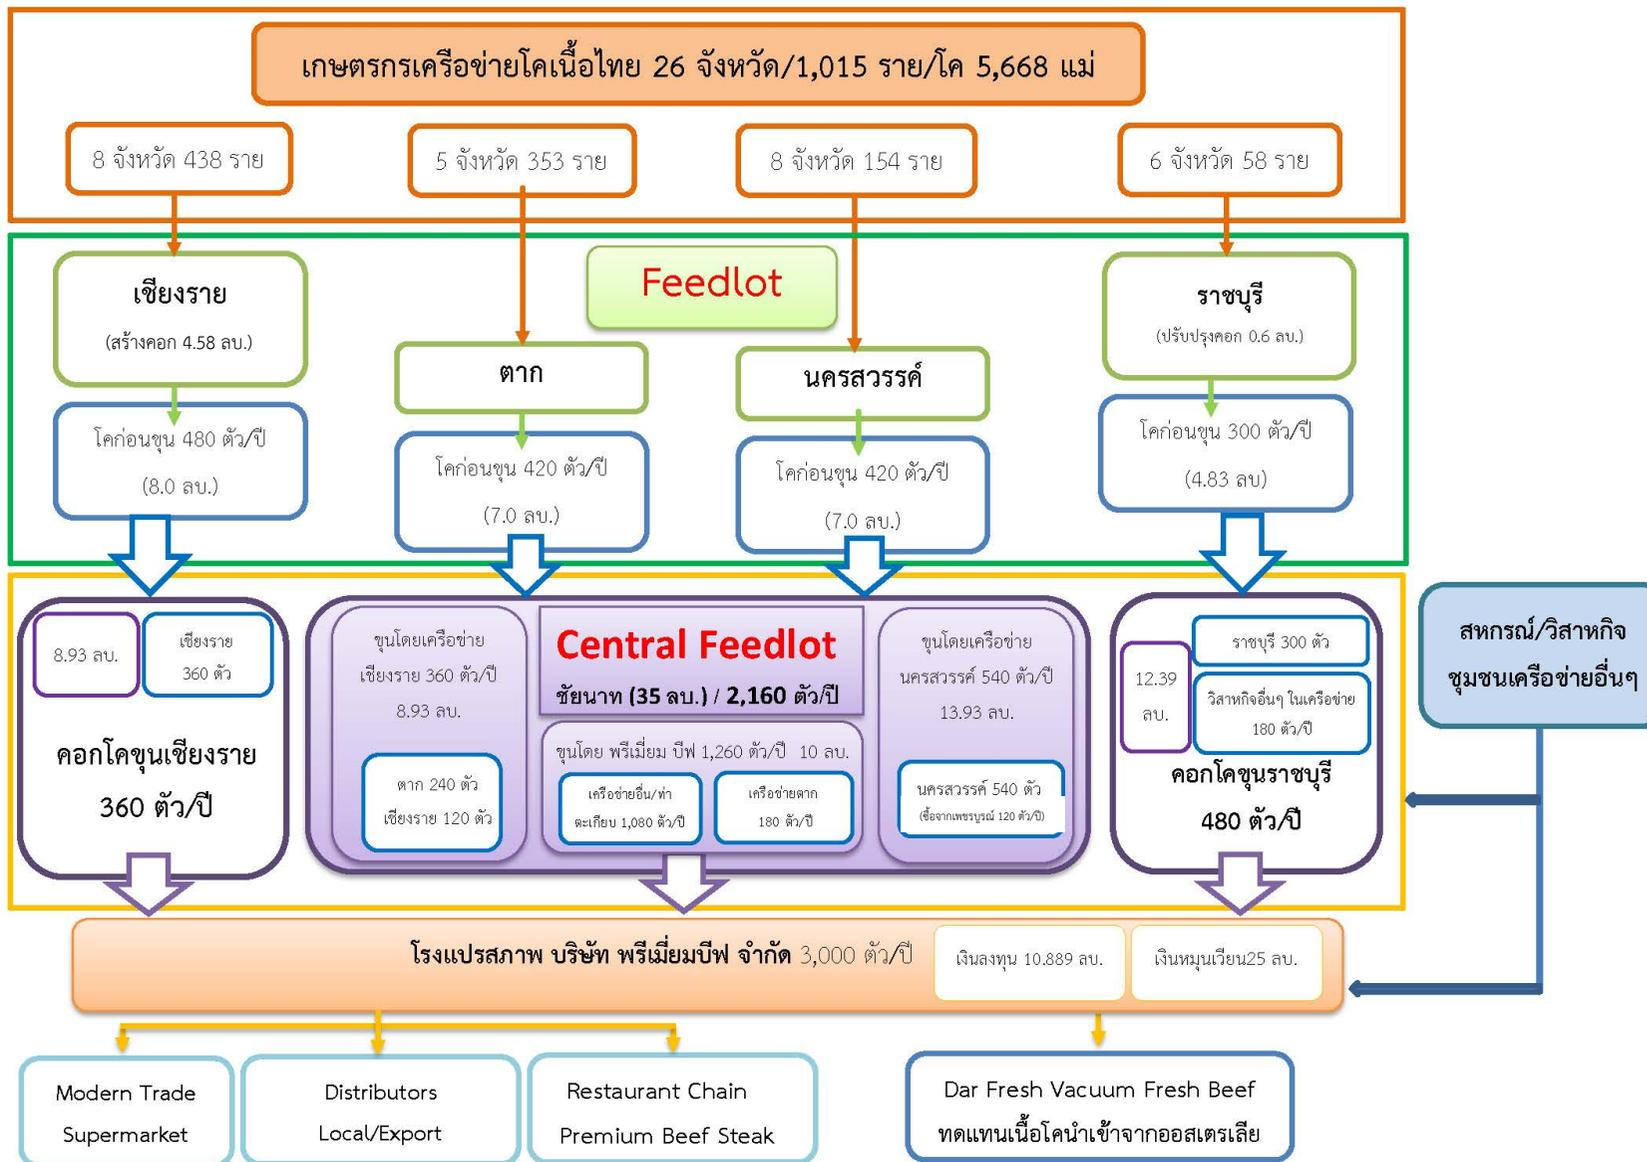 เกษตรกรเครือข่ายโคเนื้อไทย 26 จังหวัด/1,015 ราย/โค 5,668 แม่
8 จังหวัด 438 ราย
5 จังหวัด 353 ราย
8 จังหวัด 154 ราย
6 จังหวัด 58 ราย
Feedlot
เชียงราย
(สร้างคอก 4.58 ลบ.)
ตาก
นครสวรรค์
ราชบุรี
(ปรับปรุงคอก 0.6 ลบ.)
โคก่อนขุน 480 ตัว/ปี
(8.0 ลบ.)
โคก่อนขุน 420 ตัว/ปี
(7.0 ลบ.)
โคก่อนขุน 420 ตัว/ปี
(7.0 ลบ.)
โคก่อนขุน 300 ตัว/ปี
(4.83 ลบ)
8.93 ลบ.
เชียงราย
360 ตัว
คอกโคขุนเชียงราย
360 ตัว/ปี
ขุนโดยเครือข่าย
เชียงราย 360 ตัว/ปี
8.93 ลบ.
ตาก 240 ตัว
เชียงราย 120 ตัว
Central Feedlot
ชัยนาท (35 ลบ.) / 2,160 ตัว/ปี
ขุนโดย พรีเมี่ยม บีฟ 1,260 ตัว/ปี 10 ลบ.
เครือข่ายอื่น/ท่า
ตะเกียบ 1,080 ตัว/ปี
เครือข่ายตาก
180 ตัว/ปี
ขุนโดยเครือข่าย
นครสวรรค์ 540 ตัว/ปี
13.93 ลบ.
นครสวรรค์ 540 ตัว
(ซื้อจากเพชรบูรณ์ 120 ตัว/ปี)
12.39
ลบ.
ราชบุรี 300 ตัว
วิสาหกิจอื่นๆ ในเครือข่าย
180 ตัว/ปี
คอกโคขุนราชบุรี
480 ตัว/ปี
สหกรณ์/วิสาหกิจ
ชุมชนเครือข่ายอื่นๆ
โรงแปรสภาพ บริษัท พรีเมี่ยมบีฟ จำกัด 3,000 ตัว/ปี
เงินลงทุน 10.889 ลบ.
เงินหมุนเวียน25 ลบ.
Modern Trade
Supermarket
Distributors
Local/Export
Restaurant Chain
Premium Beef Steak
Dar Fresh Vacuum Fresh Beef
ทดแทนเนื้อโคนำเข้าจากออสเตรเลีย